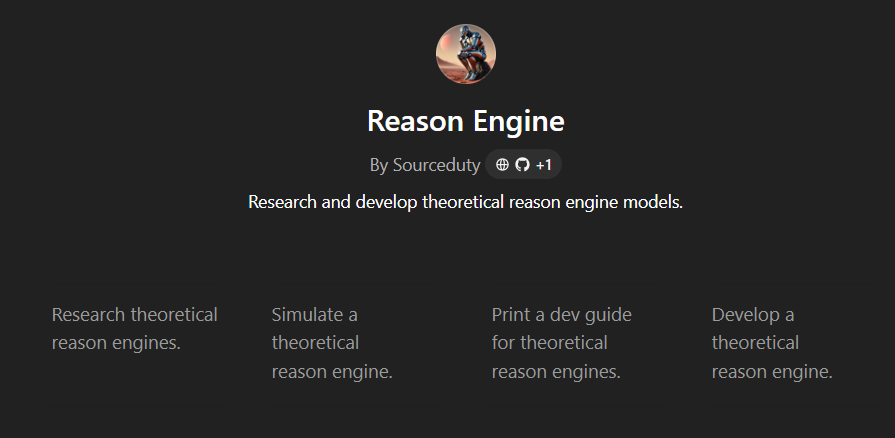 Reason Engine
By Sourceduty +1
Research and develop theoretical reason engine models.
Research theoretical
reason engines.
Simulate a
theoretical
reason engine.
Print a dev guide
for theoretical
reason engines.
Develop a
theoretical
reason engine.